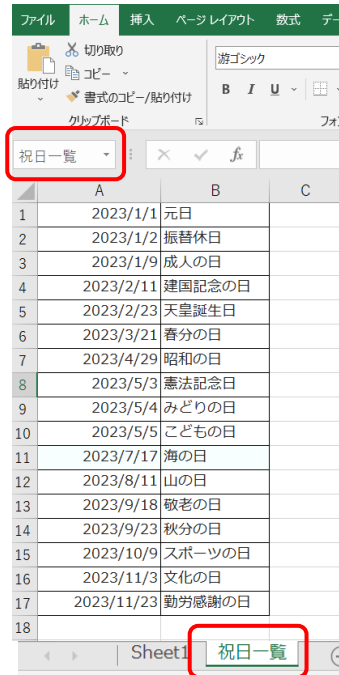 ファイル ホーム 挿入 ページ レイアウト 数式
切り取り
コピー
貼り付け
書式のコピー/貼り付け
クリップボード
游ゴシック
B I U
祝日一覧
fx
A B C
1 2023/1/1 元日
2 2023/1/2 振替休日
3 2023/1/9 成人の日
4 2023/2/11 建国記念の日
5 2023/2/23 天皇誕生日
6 2023/3/21 春分の日
7 2023/4/29 昭和の日
8 2023/5/3 憲法記念日
9 2023/5/4 みどりの日
10 2023/5/5 こどもの日
11 2023/7/17 海の日
12 2023/8/11 山の日
13 2023/9/18 敬老の日
14 2023/9/23 秋分の日
15 2023/10/9 スポーツの日
16 2023/11/3 文化の日
17 2023/11/23 勤労感謝の日
18
Sheet1 祝日一覧